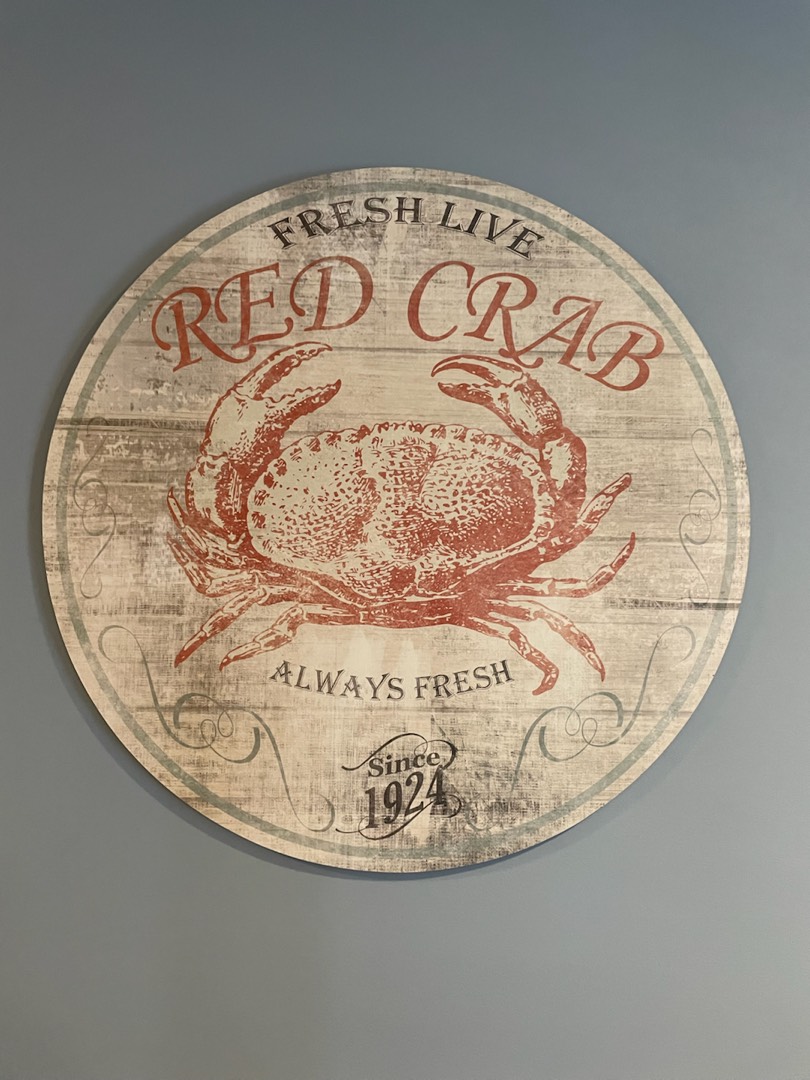 FRESH LIVE
RED CRAB
ALWAYS FRESH
Since
1924